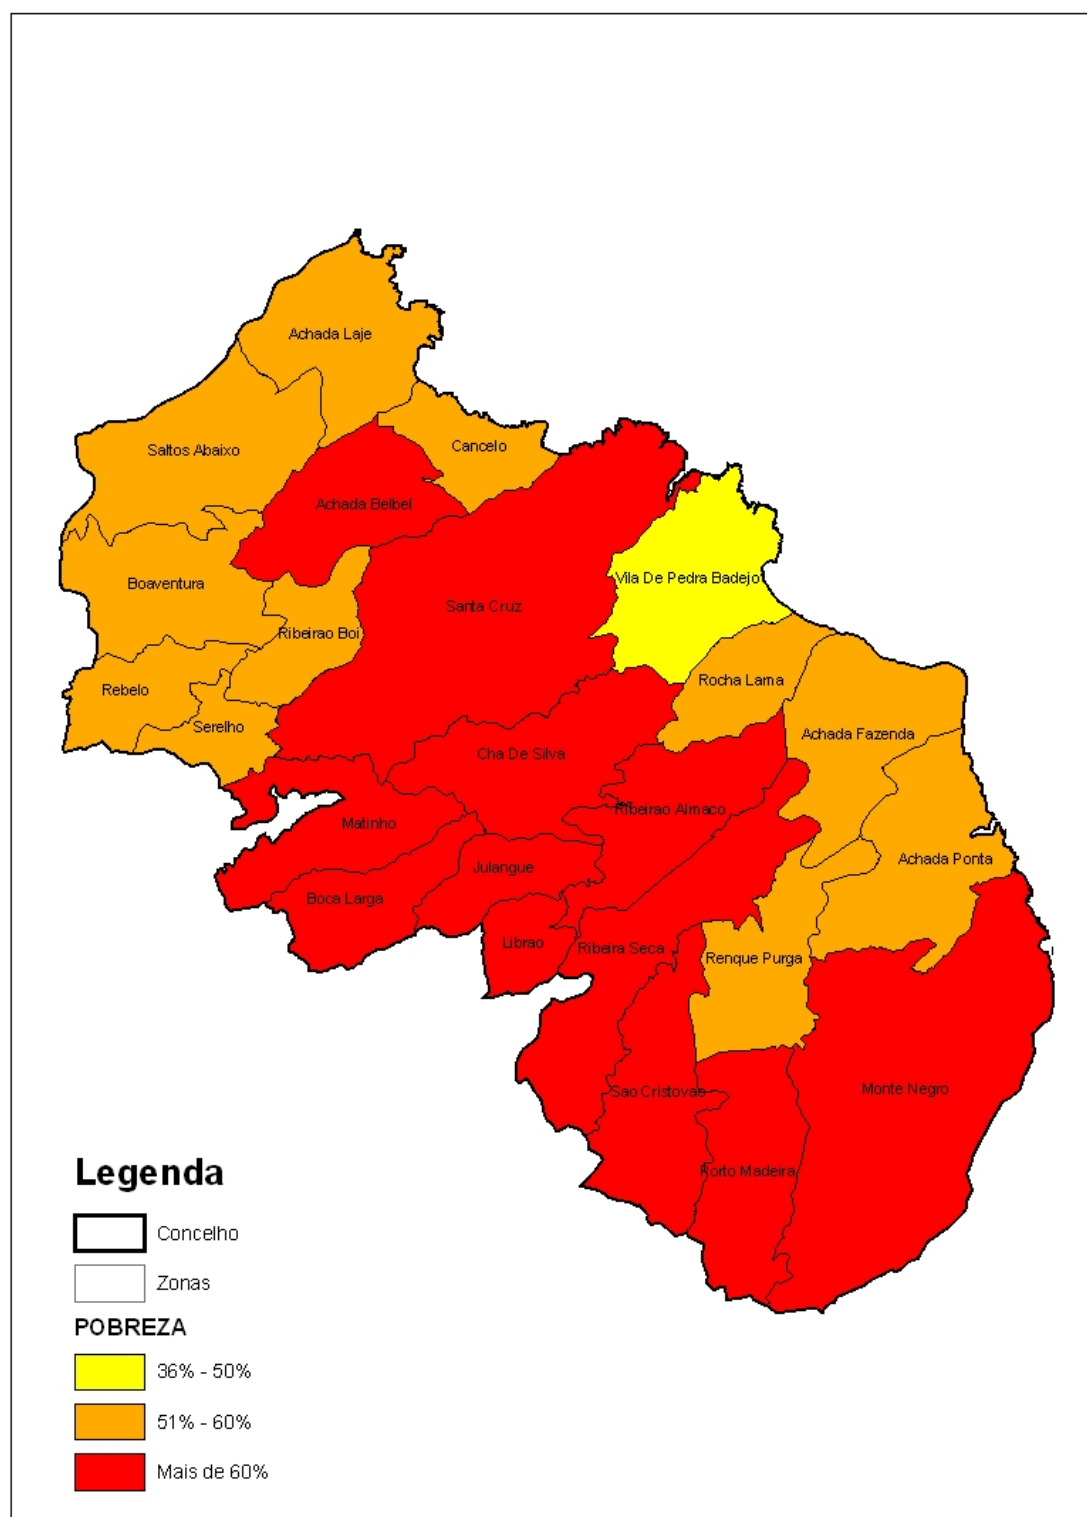 Achada Laje
Saltos Abaixo
Cancelo
Achada Belbel
Boaventura
Vila De Pedra Badejo
Santa Cruz
Ribeirao Boi
Rebelo
Rocha Lama
Serelho
Achada Fazenda
Cha De Silva
Ribeirao Almaco
Matinho
Achada Ponta
Julangue
Boca Larga
Librao
Ribeira Seca
Renque Purga
Sao Cristovao
Monte Negro
Porto Madeira
Legenda
Concelho
Zonas
POBREZA
36% - 50%
51% - 60%
Mais de 60%